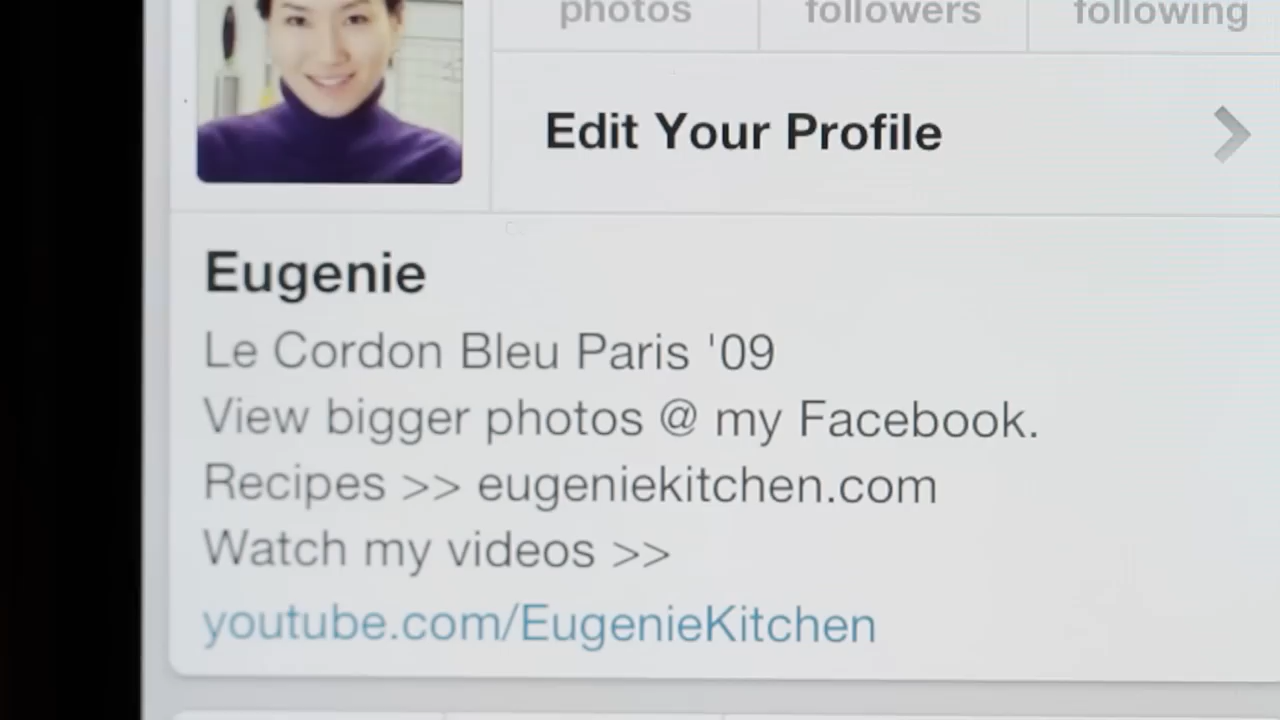 photos followers following
Edit Your Profile
Eugenie
Le Cordon Bleu Paris '09
View bigger photos @ my Facebook.
Recipes >> eugeniekitchen.com
Watch my videos >>
youtube.com/EugenieKitchen